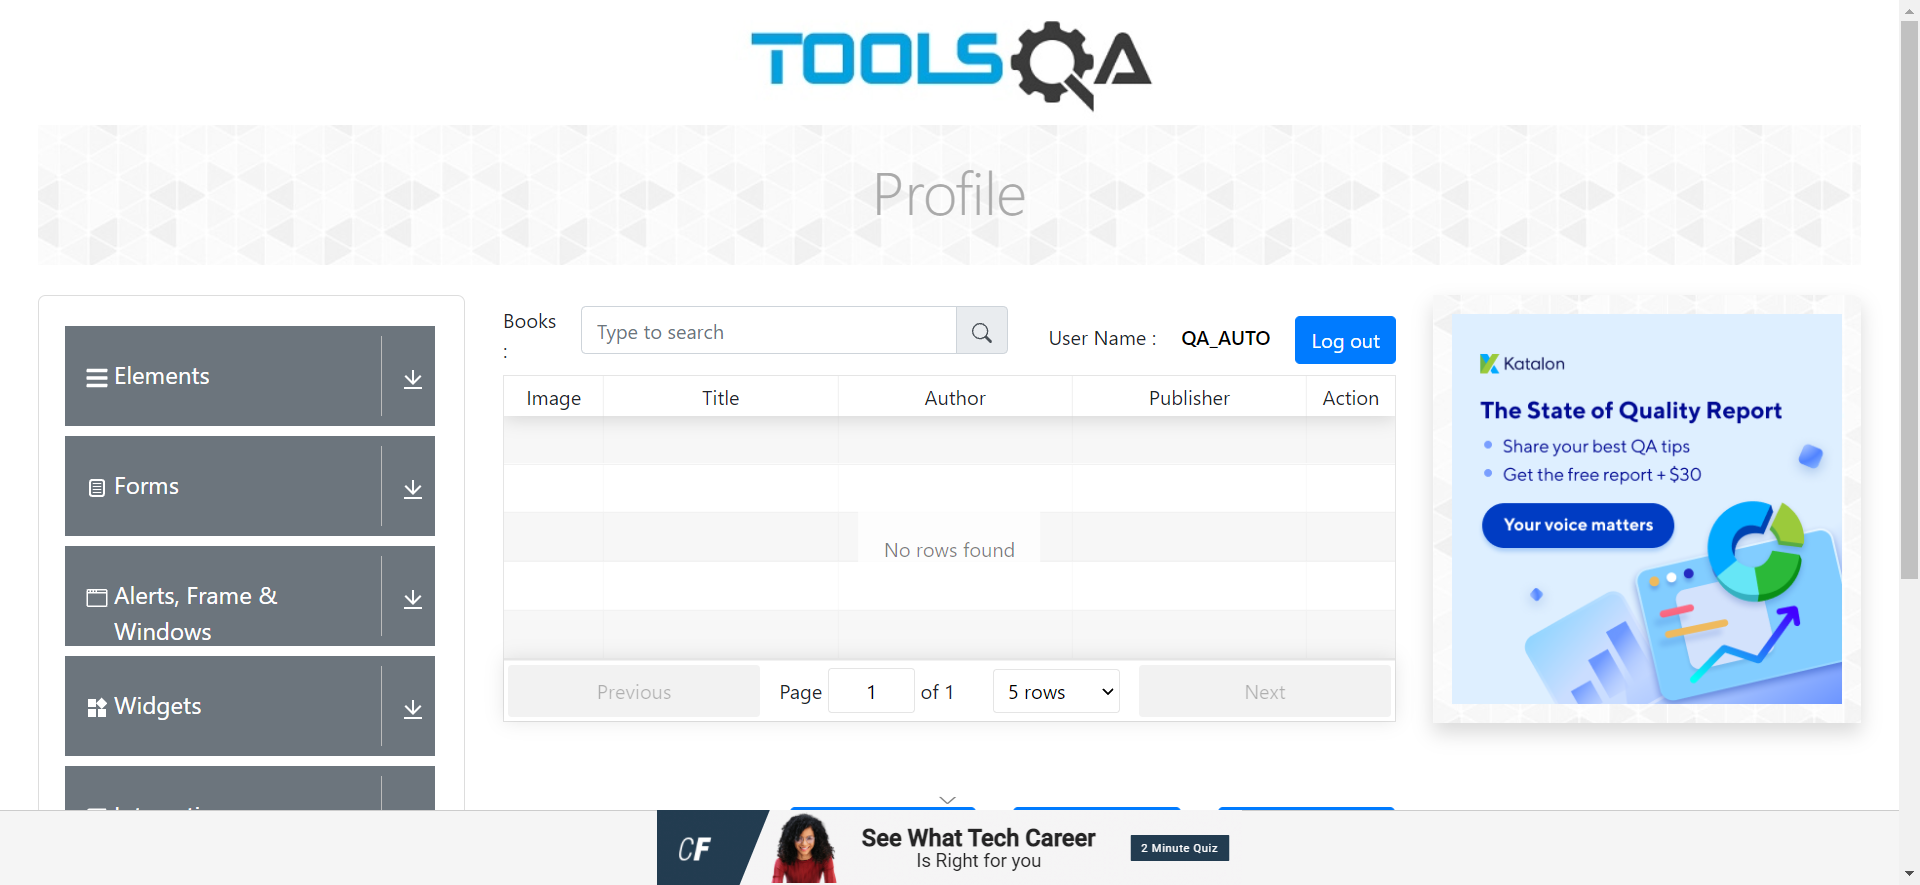 TOOLSQA
Profile
Elements
Forms
Alerts, Frame &
Windows
Widgets
Books
:
Type to search
User Name :
QA_AUTO
Log out
Image
Title
Author
Publisher
Action
No rows found
Previous
Page
1
of 1
5 rows
Next
Katalon
The State of Quality Report
Share your best QA tips
Get the free report + $30
Your voice matters
CF
See What Tech Career
Is Right for you
2 Minute Quiz